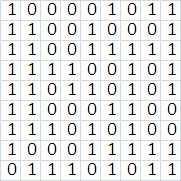 1 0 0 0 0 1 0 1 1
1 1 0 0 1 0 0 0 1
1 1 0 0 1 1 1 1 1
1 1 1 1 0 0 1 0 1
1 1 0 1 1 0 1 0 1
1 1 0 0 0 1 1 0 0
1 1 1 0 1 0 1 0 0
1 0 0 0 1 1 1 1 1
0 1 1 1 0 1 0 1 1